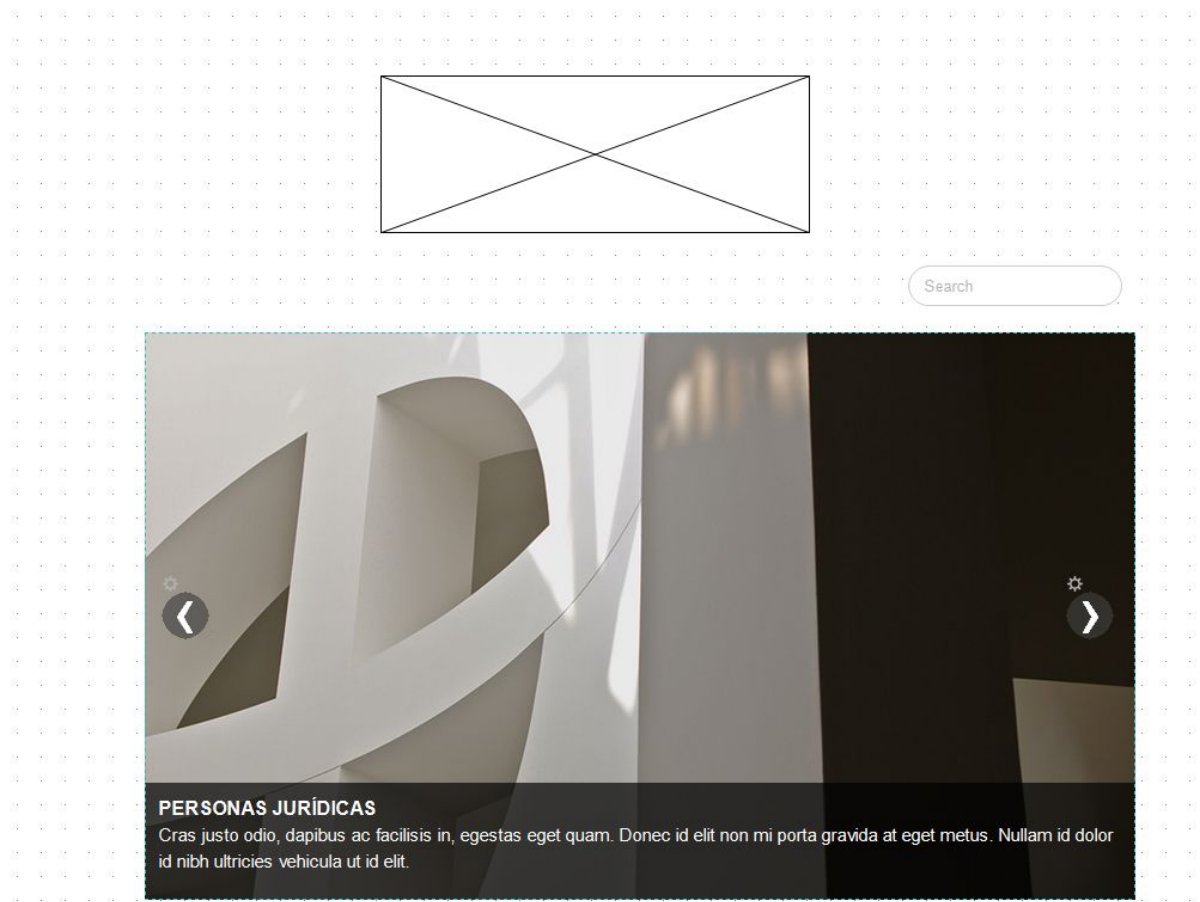 Search
PERSONAS JURÍDICAS
Cras justo odio, dapibus ac facilisis in, egestas eget quam. Donec id elit non mi porta gravida at eget metus. Nullam id dolor
id nibh ultricies vehicula ut id elit.